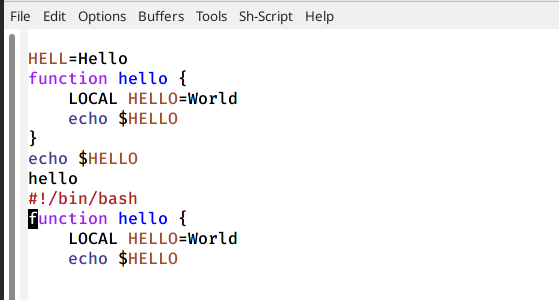 File Edit Options Buffers Tools Sh-Script Help
HELL=Hello
function hello {
    LOCAL HELLO=World
    echo $HELLO
}
echo $HELLO
hello
#!/bin/bash
function hello {
    LOCAL HELLO=World
    echo $HELLO